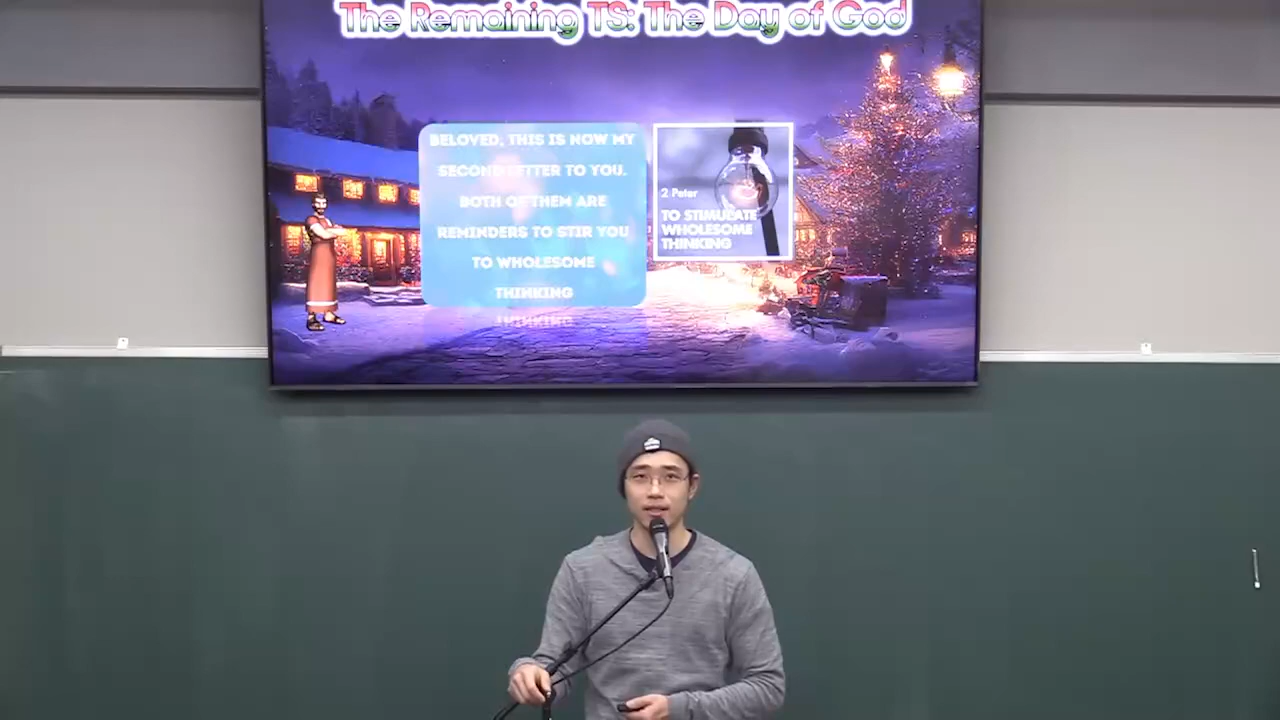 The Remaining TS: The Day of God
BELOVED, THIS IS NOW MY
SECOND LETTER TO YOU.
BOTH OF THEM ARE
REMINDERS TO STIR YOU
TO WHOLESOME
THINKING
2 Peter
TO STIMULATE
WHOLESOME
THINKING